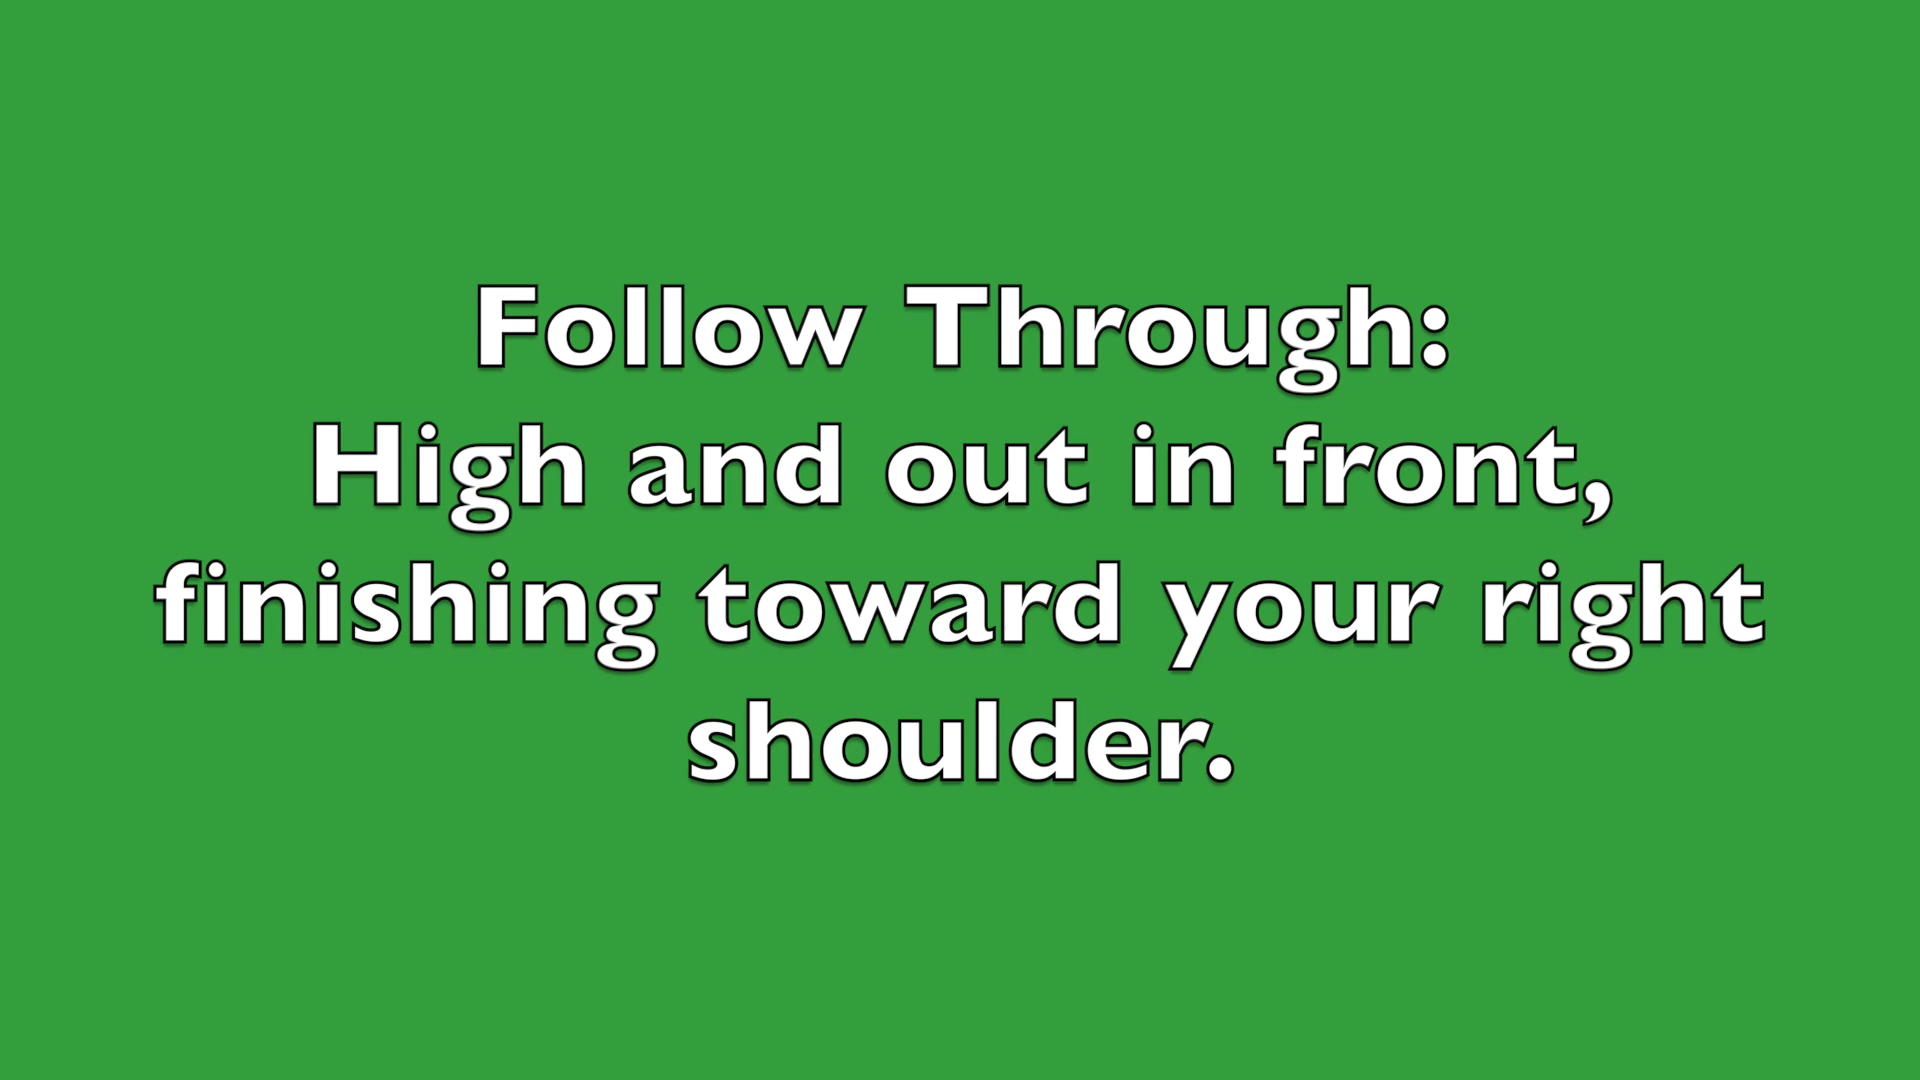 Follow Through:
High and out in front,
finishing toward your right
shoulder.